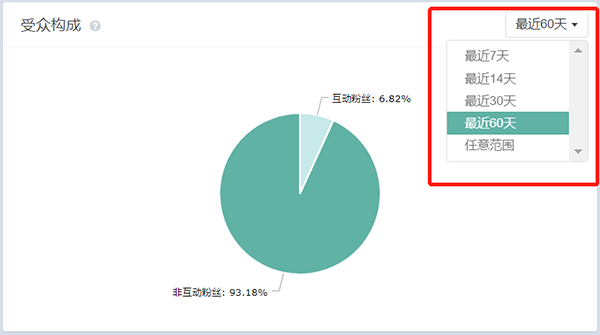 受众构成 ?
最近60天
最近7天
最近14天
最近30天
最近60天
任意范围
互动粉丝: 6.82%
非互动粉丝: 93.18%